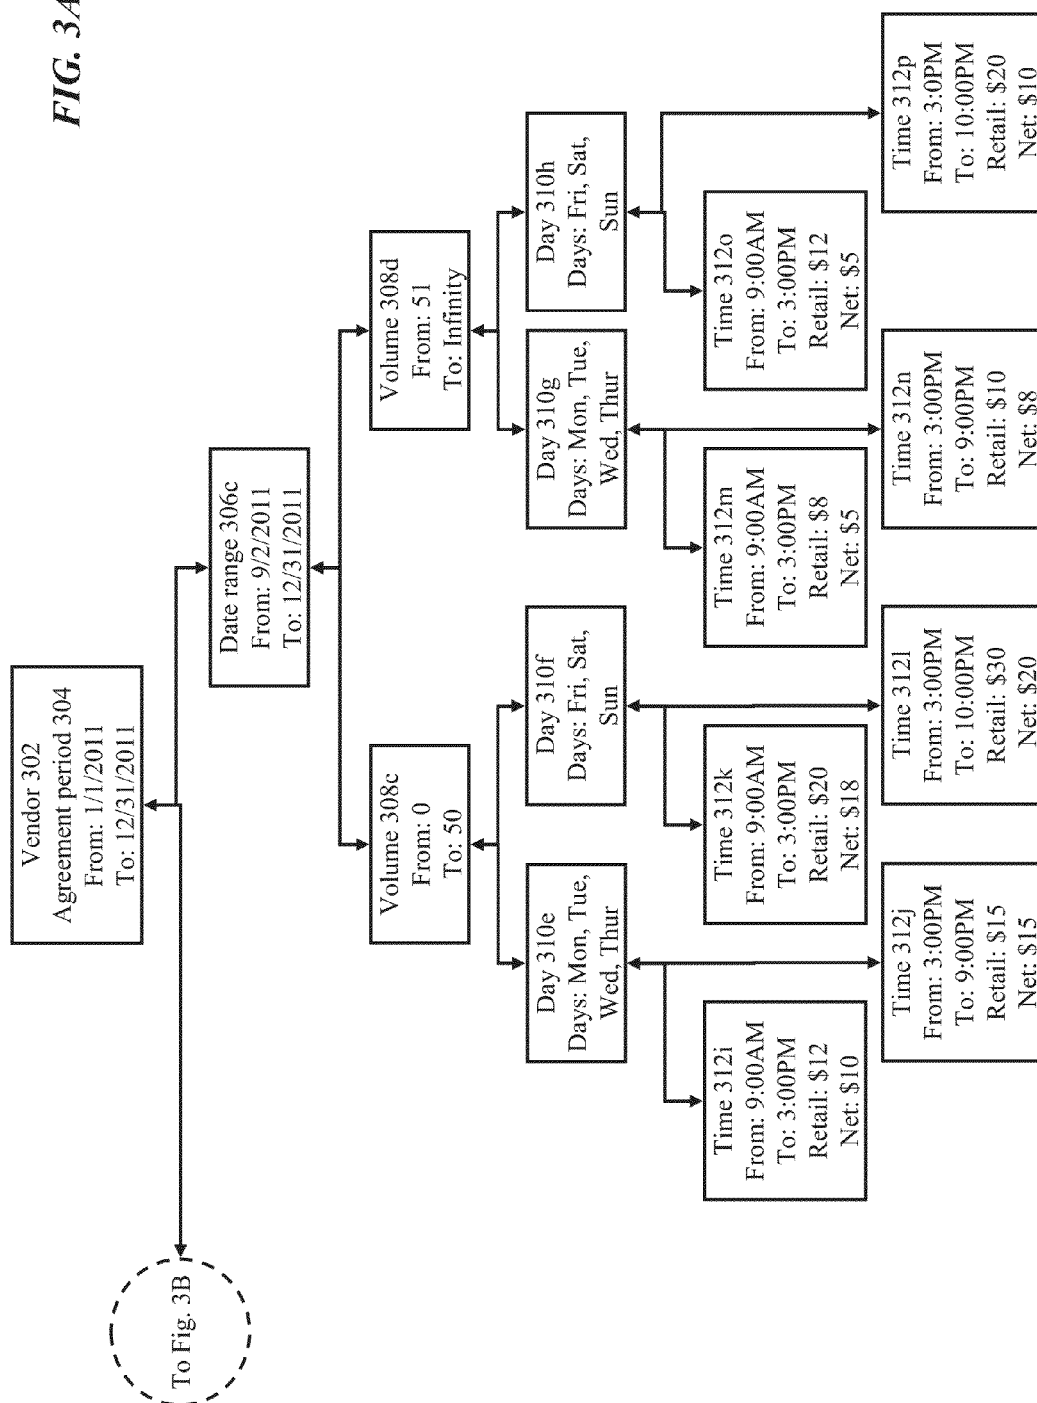 FIG. 3A
Vendor 302
Agreement period 304
From: 1/1/2011
To: 12/31/2011
To Fig. 3B
Date range 306c
From: 9/2/2011
To: 12/31/2011
Volume 308c
From: 0
To: 50
Volume 308d
From: 51
To: Infinity
Day 310e
Days: Mon, Tue,
Wed, Thur
Day 310f
Days: Fri, Sat,
Sun
Day 310g
Days: Mon, Tue,
Wed, Thur
Day 310h
Days: Fri, Sat,
Sun
Time 312i
From: 9:00AM
To: 3:00PM
Retail: $12
Net: $10
Time 312k
From: 9:00AM
To: 3:00PM
Retail: $20
Net: $18
Time 312m
From: 9:00AM
To: 3:00PM
Retail: $8
Net: $5
Time 312o
From: 9:00AM
To: 3:00PM
Retail: $12
Net: $5
Time 312j
From: 3:00PM
To: 9:00PM
Retail: $15
Net: $15
Time 312l
From: 3:00PM
To: 10:00PM
Retail: $30
Net: $20
Time 312n
From: 3:00PM
To: 9:00PM
Retail: $10
Net: $8
Time 312p
From: 3:0PM
To: 10:00PM
Retail: $20
Net: $10